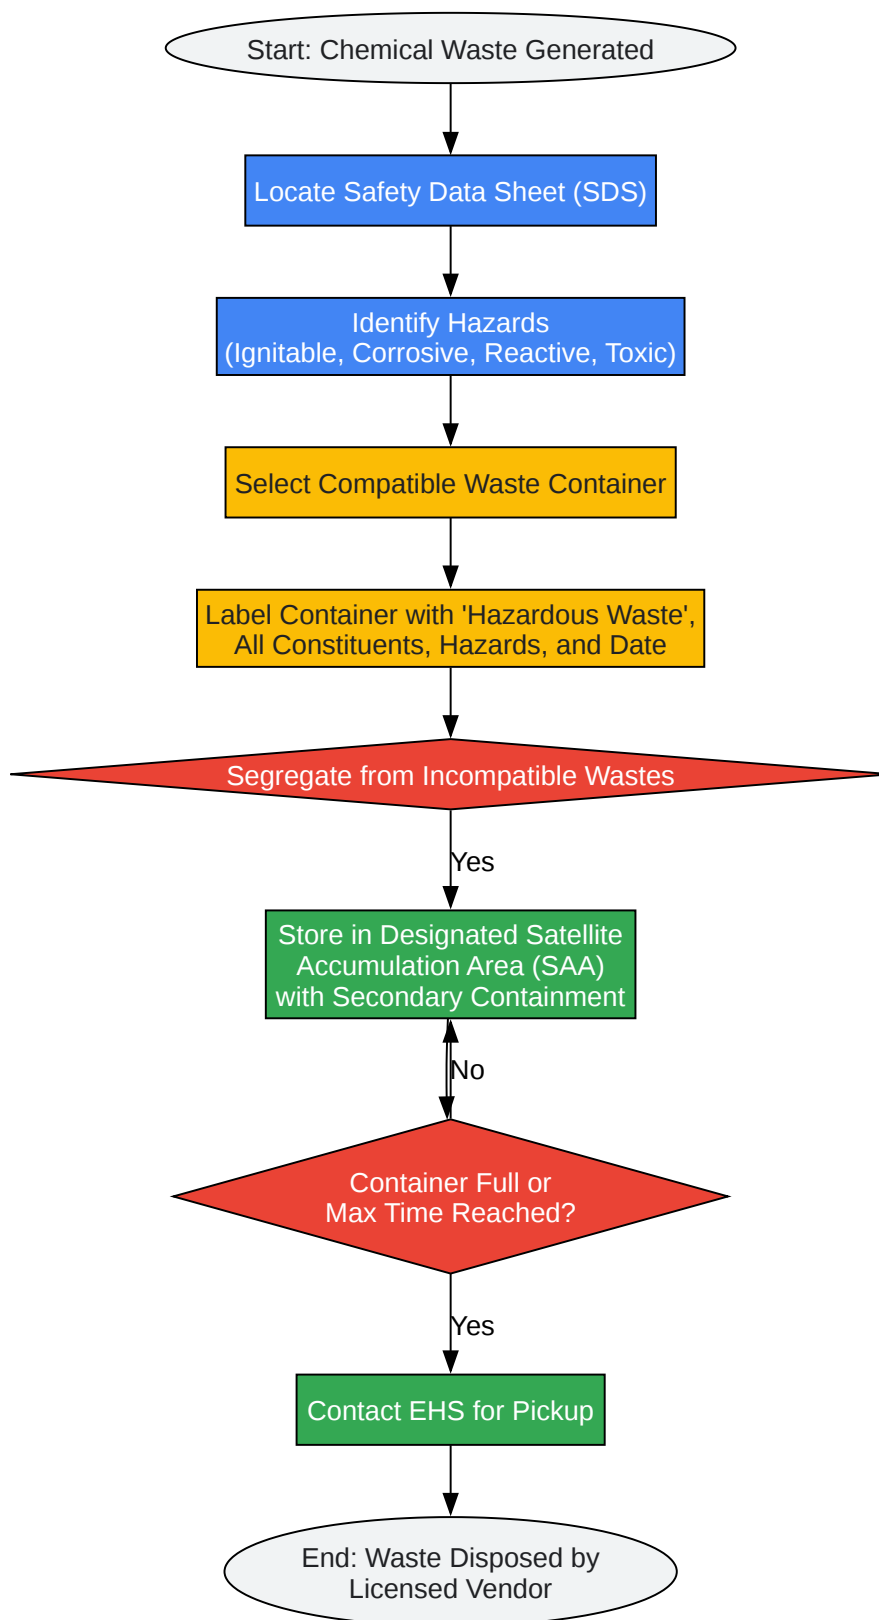 Start: Chemical Waste Generated
Locate Safety Data Sheet (SDS)
Identify Hazards
(Ignitable, Corrosive, Reactive, Toxic)
Select Compatible Waste Container
Label Container with 'Hazardous Waste',
All Constituents, Hazards, and Date
Segregate from Incompatible Wastes
Yes
Store in Designated Satellite
Accumulation Area (SAA)
with Secondary Containment
No
Container Full or
Max Time Reached?
Yes
Contact EHS for Pickup
End: Waste Disposed by
Licensed Vendor